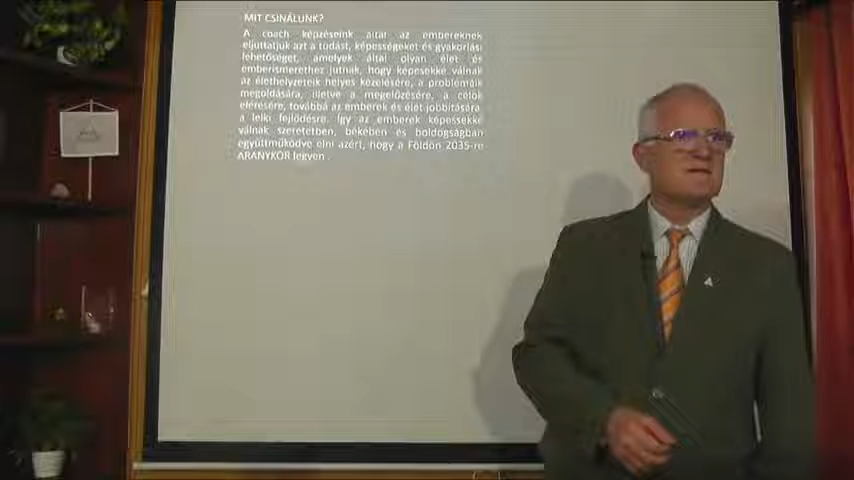 MIT CSINÁLUNK?
A coach képzéseink által az embereknek
eljuttatjuk azt a tudást, képességeket és gyakorlási
lehetőséget, amelyek által olyan élet és
emberismerethez jutnak, hogy képesekké válnak
az élethelyzeteik helyes kezelésére, a problémáik
megoldására, illetve a megelőzésére, a célok
elérésére, továbbá az emberek és élet jobbítására,
a lelki fejlődésre. Így az emberek képessekké
válnak szeretetben, békében és boldogságban
együttműködve élni azért, hogy a Földön 2035-re
ARANYKOR legyen .